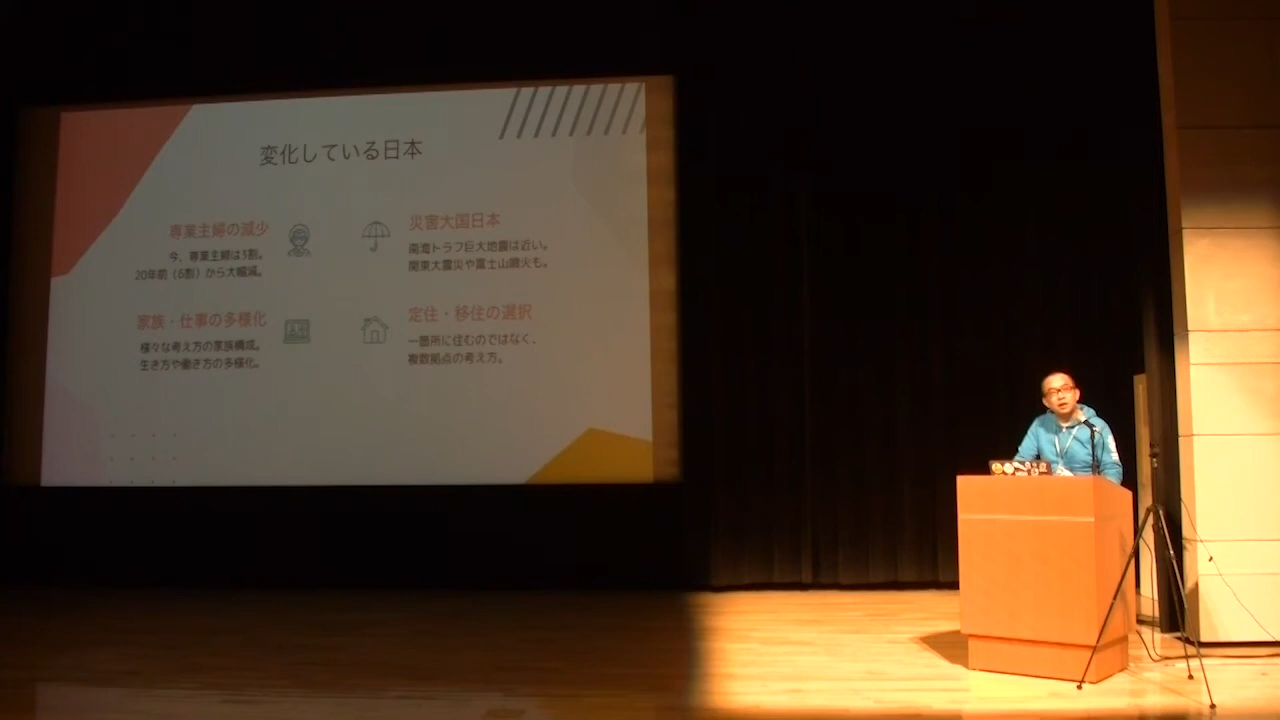 変化している日本
専業主婦の減少
今、専業主婦は3割。
20年前（6割）から大幅減。
災害大国日本
南海トラフ巨大地震は近い。
関東大震災や富士山噴火も。
家族・仕事の多様化
様々な考え方の家族構成。
生き方や働き方の多様化。
定住・移住の選択
一箇所に住むのではなく、
複数拠点の考え方。